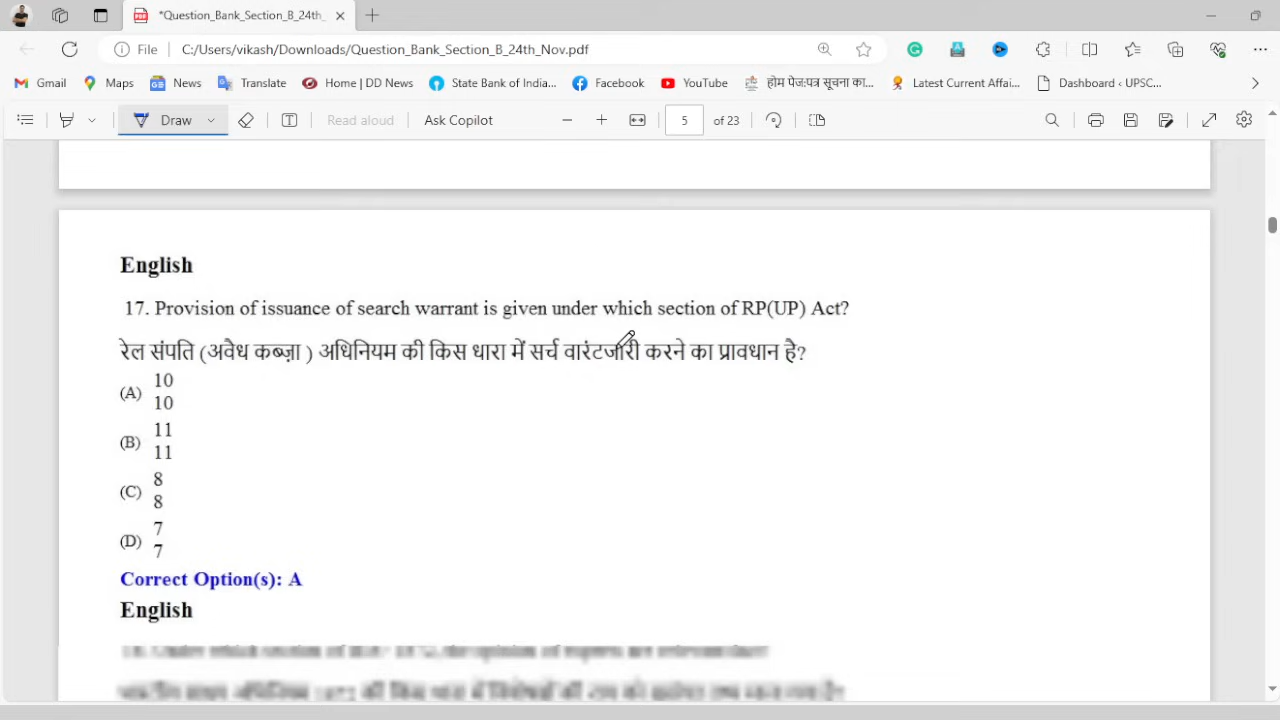 *Question_Bank_Section_B_24th_
File C:/Users/vikash/Downloads/Question_Bank_Section_B_24th_Nov.pdf
Gmail Maps News Translate Home | DD News State Bank of India... Facebook YouTube होम पेज:पत्र सूचना का... Latest Current Affai... Dashboard ‹ UPSC...
Draw Read aloud Ask Copilot 5 of 23
English
17. Provision of issuance of search warrant is given under which section of RP(UP) Act?
रेल संपति (अवैध कब्ज़ा ) अधिनियम की किस धारा में सर्च वारंटजारी करने का प्रावधान है?
(A) 10
10
(B) 11
11
(C) 8
8
(D) 7
7
Correct Option(s): A
English